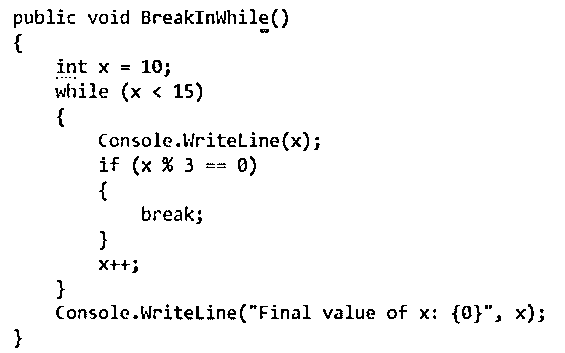 public void BreakInWhile()
{
    int x = 10;
    while (x < 15)
    {
        Console.WriteLine(x);
        if (x % 3 == 0)
        {
            break;
        }
        x++;
    }
    Console.WriteLine("Final value of x: {0}", x);
}